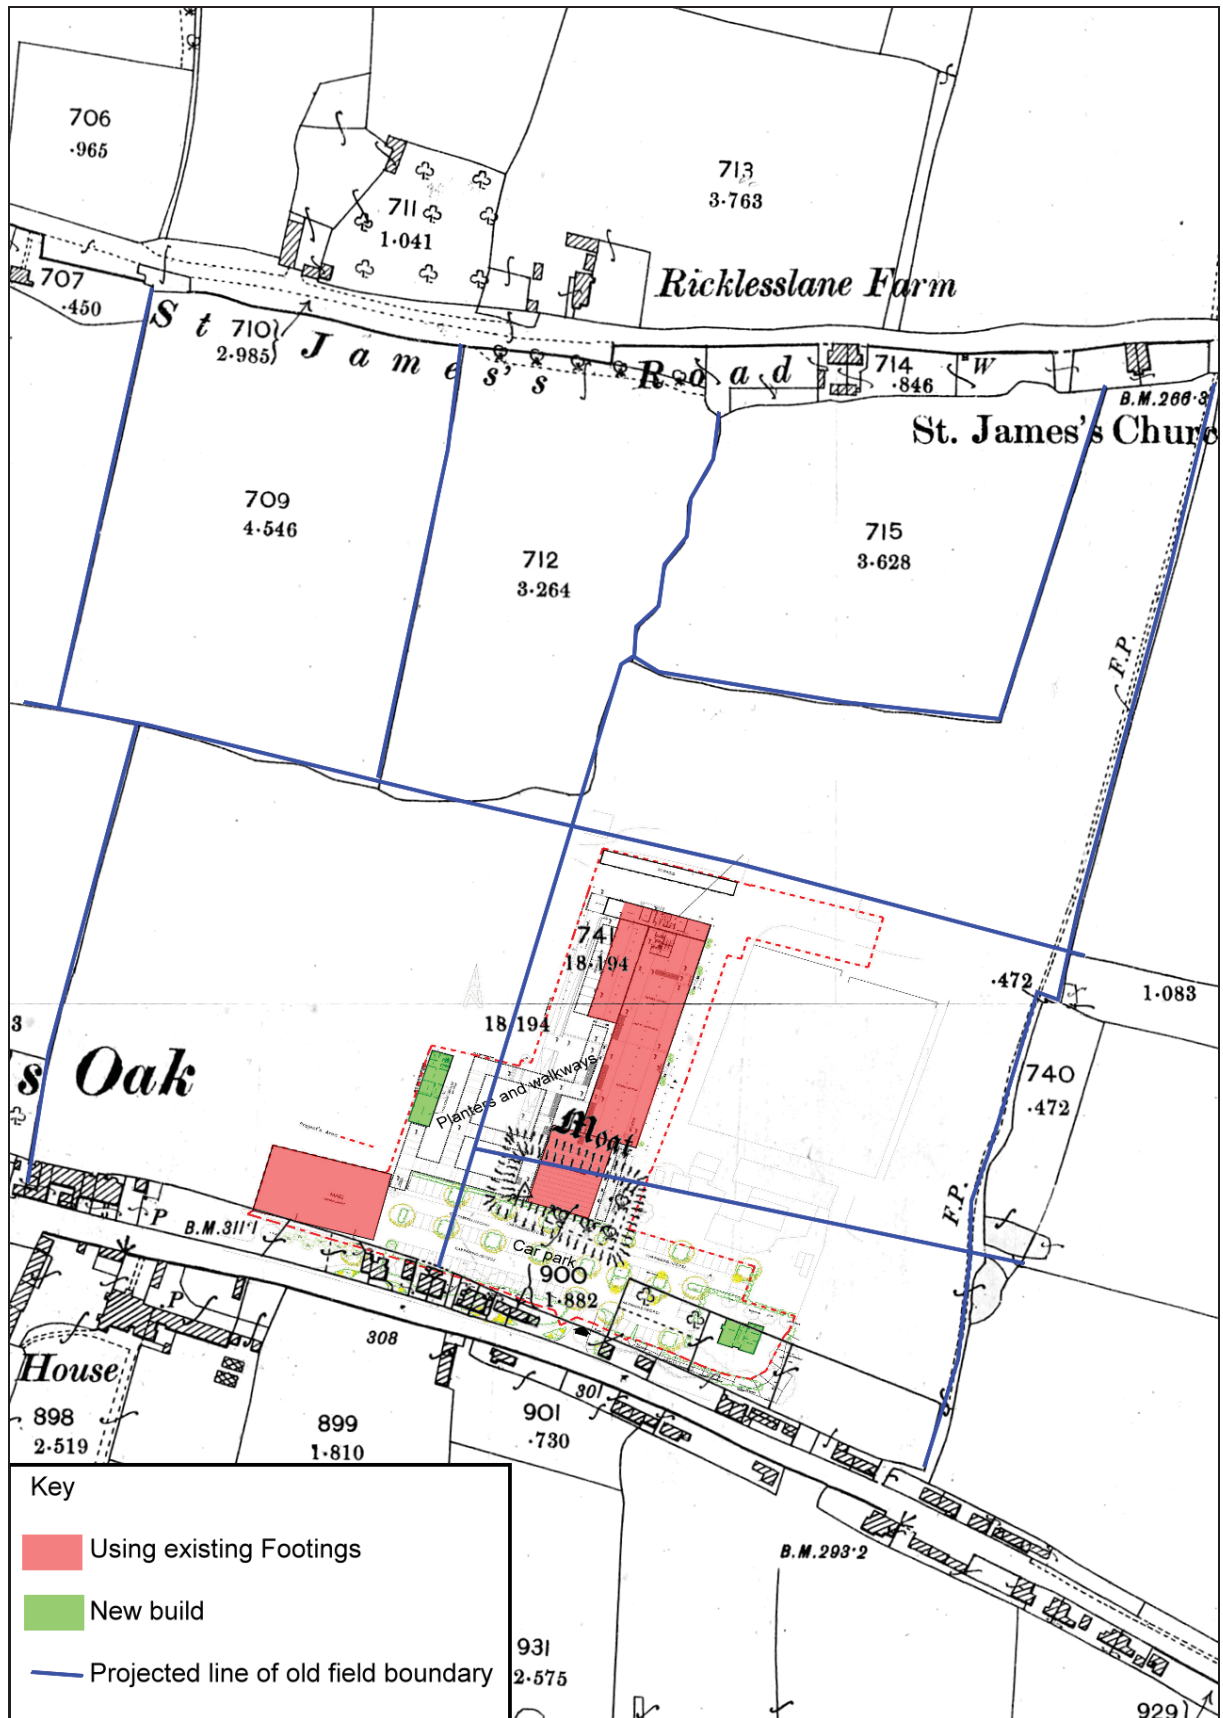 706
·965
713
3·763
711
1·041
Ricklesslane Farm
707
·450
St James's Road
710}
2·985}
714
·846
W
B.M.266·3
St. James's Churc
709
4·546
712
3·264
715
3·628
F.P.
741
18·194
·472
1·083
18 194
3
s Oak
740
·472
Planters and walkways
Moat
F.P.
P
B.M.311·1
Car park
900
1·882
308
P
House
301
898
2·519
899
1·810
901
·730
B.M.293·2
931
2·575
929}
Key
Using existing Footings
New build
Projected line of old field boundary